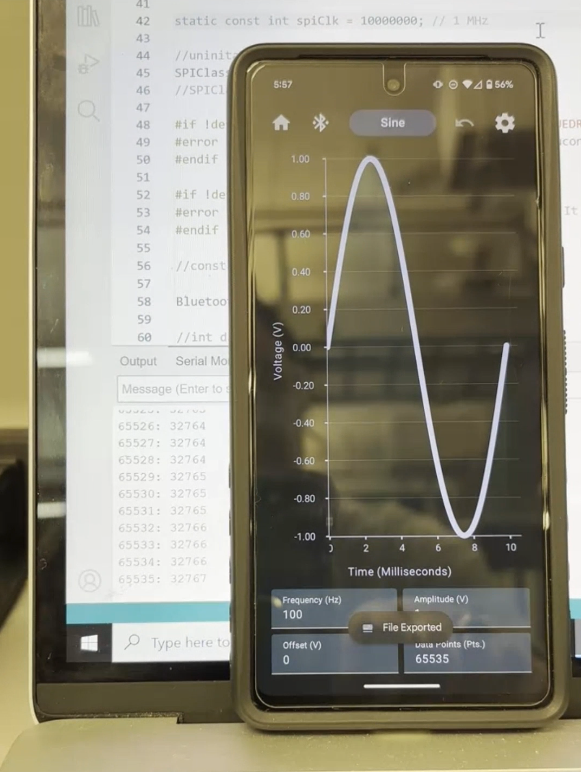 41
42 static const int spiClk = 10000000; // 1 MHz
43
44 //uninit
45 SPIClas
46 //SPICl
47
48 #if !de
49 #error
50 #endif
51
52 #if !de
53 #error It
54 #endif
55
56 //const
57
58 Bluetoo
59
60 //int d
Output Serial Mo
Message (Enter to s
65526: 32764
65527: 32764
65528: 32764
65529: 32765
65530: 32765
65531: 32765
65532: 32766
65533: 32766
65534: 32766
65535: 32767
Type here to
5:57 56%
Sine
1.00
0.80
0.60
0.40
0.20
0.00
-0.20
-0.40
-0.60
-0.80
-1.00
Voltage (V)
2 4 6 8 10
Time (Milliseconds)
Frequency (Hz) Amplitude (V)
100
File Exported
Offset (V) Data Points (Pts.)
0 65535